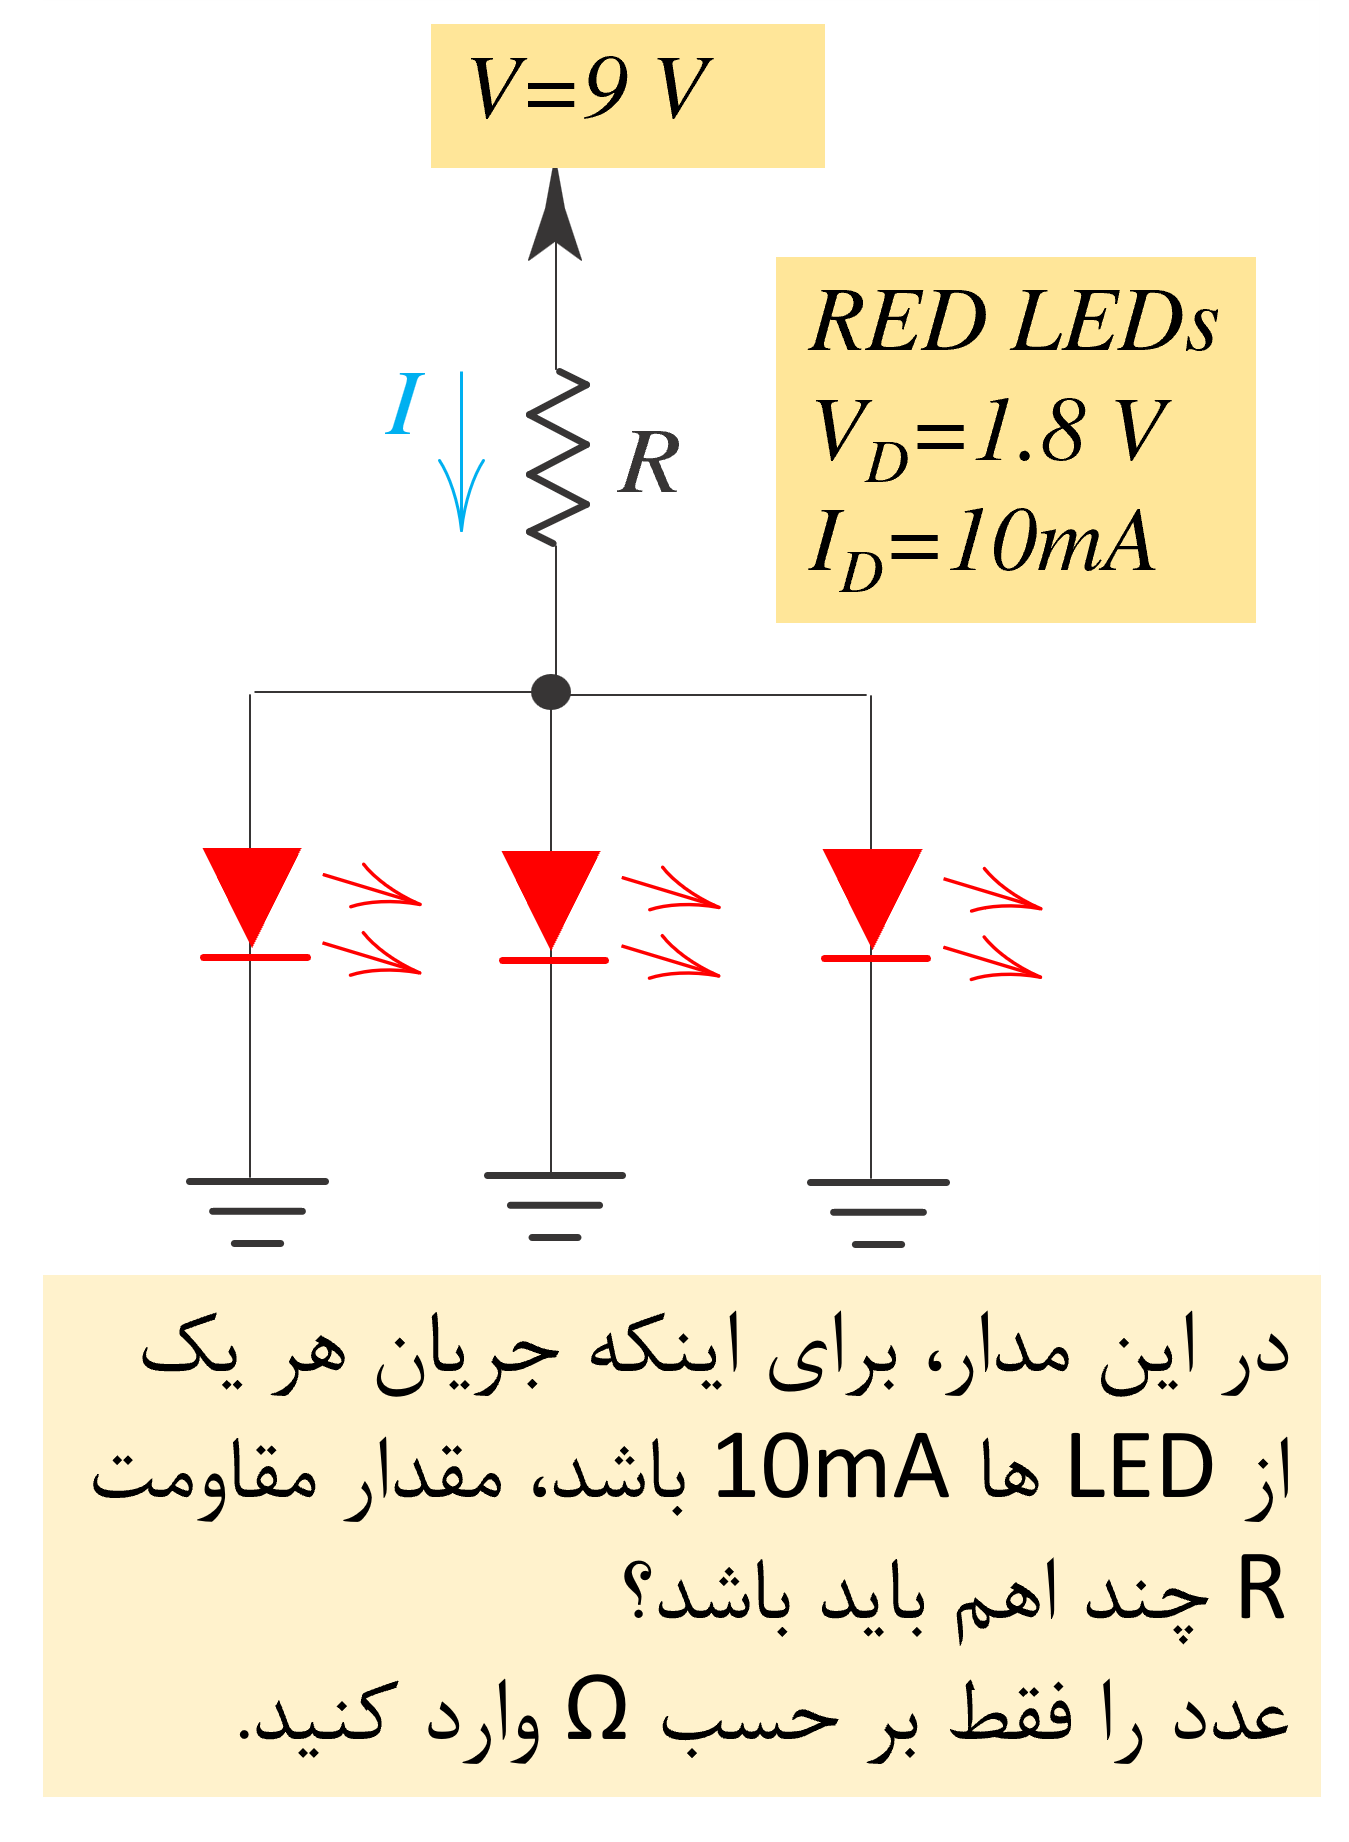 V=9 V
RED LEDs
V_D=1.8 V
I_D=10mA
I
R
در این مدار، برای اینکه جریان هر یک
از LED ها 10mA باشد، مقدار مقاومت
R چند اهم باید باشد؟
عدد را فقط بر حسب Ω وارد کنید.